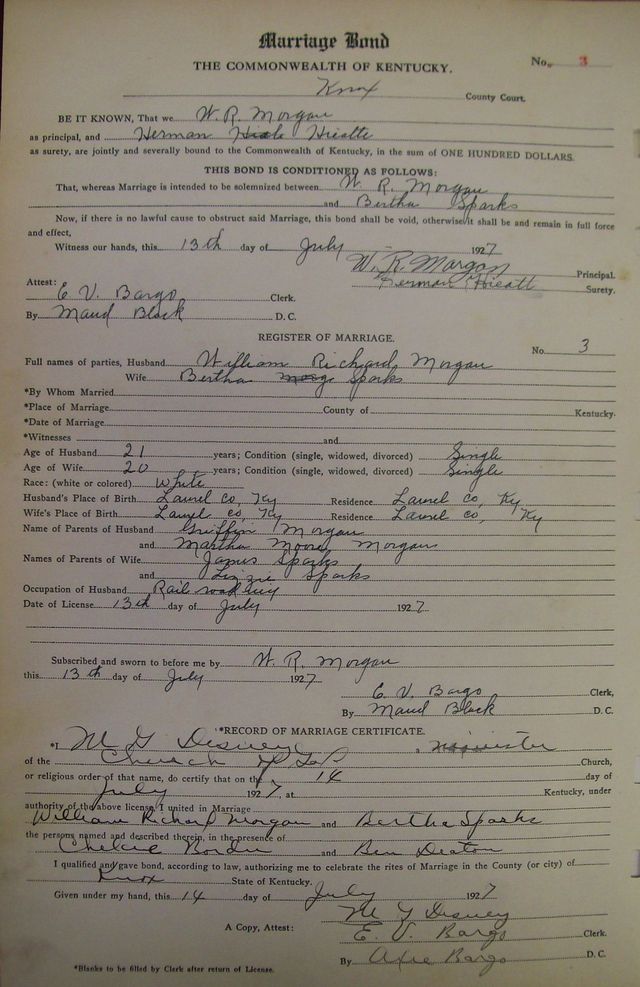 Marriage Bond
THE COMMONWEALTH OF KENTUCKY.
No. 3
Knox County Court.
BE IT KNOWN, That we W. R. Morgan
as principal, and Herman Hieatt
as surety, are jointly and severally bound to the Commonwealth of Kentucky, in the sum of ONE HUNDRED DOLLARS.
THIS BOND IS CONDITIONED AS FOLLOWS:
That, whereas Marriage is intended to be solemnized between W. R. Morgan
and Bertha Sparks
Now, if there is no lawful cause to obstruct said Marriage, this bond shall be void, otherwise it shall be and remain in full force
and effect,
Witness our hands, this 13th day of July 1927
W. R. Morgan Principal.
Attest: Herman Hieatt Surety.
E V. Bargo Clerk.
By Maud Black D. C.
REGISTER OF MARRIAGE.
No. 3
Full names of parties, Husband William Richard Morgan
Wife Bertha Sparks
*By Whom Married
*Place of Marriage County of Kentucky.
*Date of Marriage
*Witnesses and
Age of Husband 21 years; Condition (single, widowed, divorced) Single
Age of Wife 20 years; Condition (single, widowed, divorced) Single
Race: (white or colored) White
Husband's Place of Birth Laurel Co, Ky Residence Laurel Co, Ky
Wife's Place of Birth Laurel Co, Ky Residence Laurel Co, Ky
Name of Parents of Husband Griffin Morgan
and Martha Moore Morgan
Names of Parents of Wife James Sparks
and Lizzie Sparks
Occupation of Husband Rail roading
Date of License 13th day of July 1927
Subscribed and sworn to before me by W. R. Morgan
this 13th day of July 1927
E. V. Bargo Clerk,
By Maud Black D. C.
*RECORD OF MARRIAGE CERTIFICATE.
*I M G Disney, minister
of the Church of Church,
or religious order of that name, do certify that on the 14 day of
July 1927, at Kentucky, under
authority of the above license, I united in Marriage
William Richard Morgan and Bertha Sparks
the persons named and described therein, in the presence of
and Ben Deaton
I qualified and gave bond, according to law, authorizing me to celebrate the rites of Marriage in the County (or city) of
Knox State of Kentucky.
Given under my hand, this 14 day of July 1927
M G Disney
A Copy, Attest: E. V. Bargo Clerk.
By Bargo D. C.
*Blanks to be filled by Clerk after return of License.